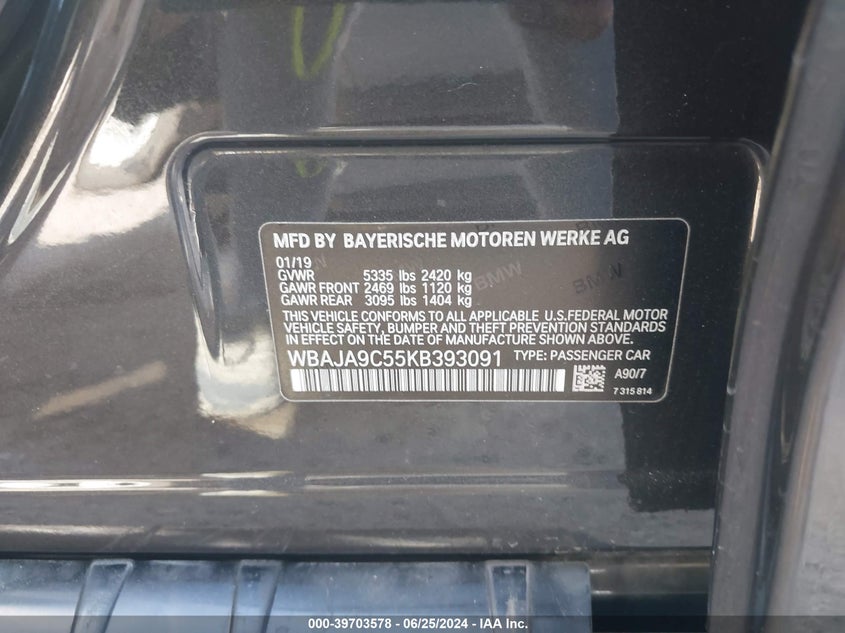 MFD BY BAYERISCHE MOTOREN WERKE AG
01/19
GVWR 5335 lbs 2420 kg
GAWR FRONT 2469 lbs 1120 kg
GAWR REAR 3095 lbs 1404 kg
THIS VEHICLE CONFORMS TO ALL APPLICABLE U.S.FEDERAL MOTOR
VEHICLE SAFETY, BUMPER AND THEFT PREVENTION STANDARDS
IN EFFECT ON THE DATE OF MANUFACTURE SHOWN ABOVE.
WBAJA9C55KB393091 TYPE: PASSENGER CAR
A90/7
7 315 814
BMW
BMW
000-39703578 - 06/25/2024 - IAA Inc.